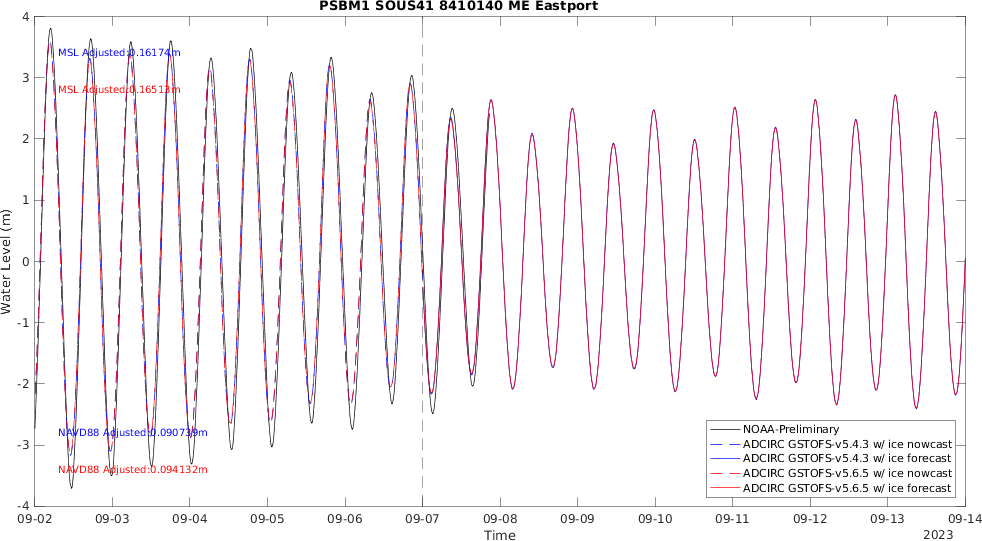 PSBM1 SOUS41 8410140 ME Eastport
4
3
2
1
0
-1
-2
-3
-4
Water Level (m)
MSL Adjusted:0.16174m
MSL Adjusted:0.16513m
NAVD88 Adjusted:0.090739m
NAVD88 Adjusted:0.094132m
NOAA-Preliminary
ADCIRC GSTOFS-v5.4.3 w/ ice nowcast
ADCIRC GSTOFS-v5.4.3 w/ ice forecast
ADCIRC GSTOFS-v5.6.5 w/ ice nowcast
ADCIRC GSTOFS-v5.6.5 w/ ice forecast
09-02 09-03 09-04 09-05 09-06 09-07 09-08 09-09 09-10 09-11 09-12 09-13 09-14
Time
2023